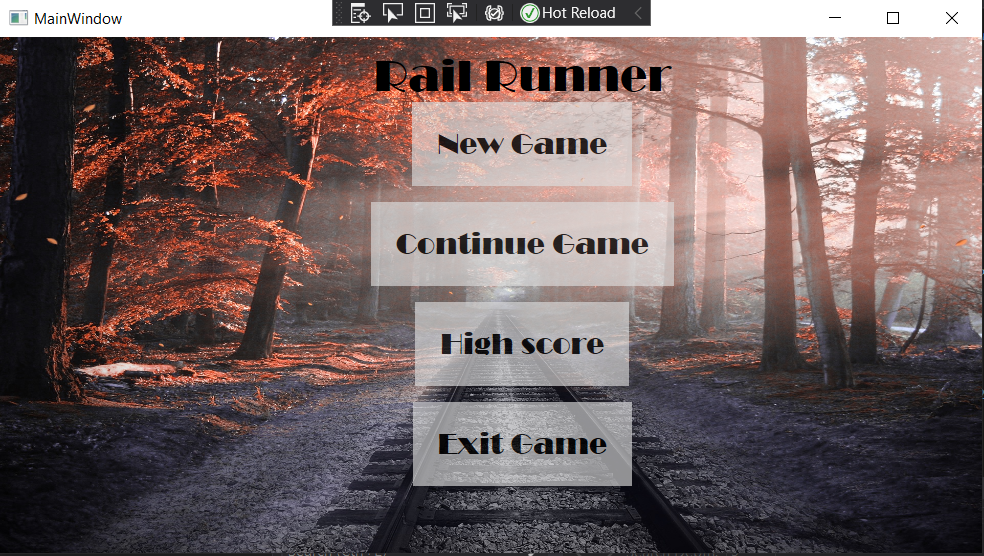 MainWindow
Hot Reload
Rail Runner
New Game
Continue Game
High score
Exit Game